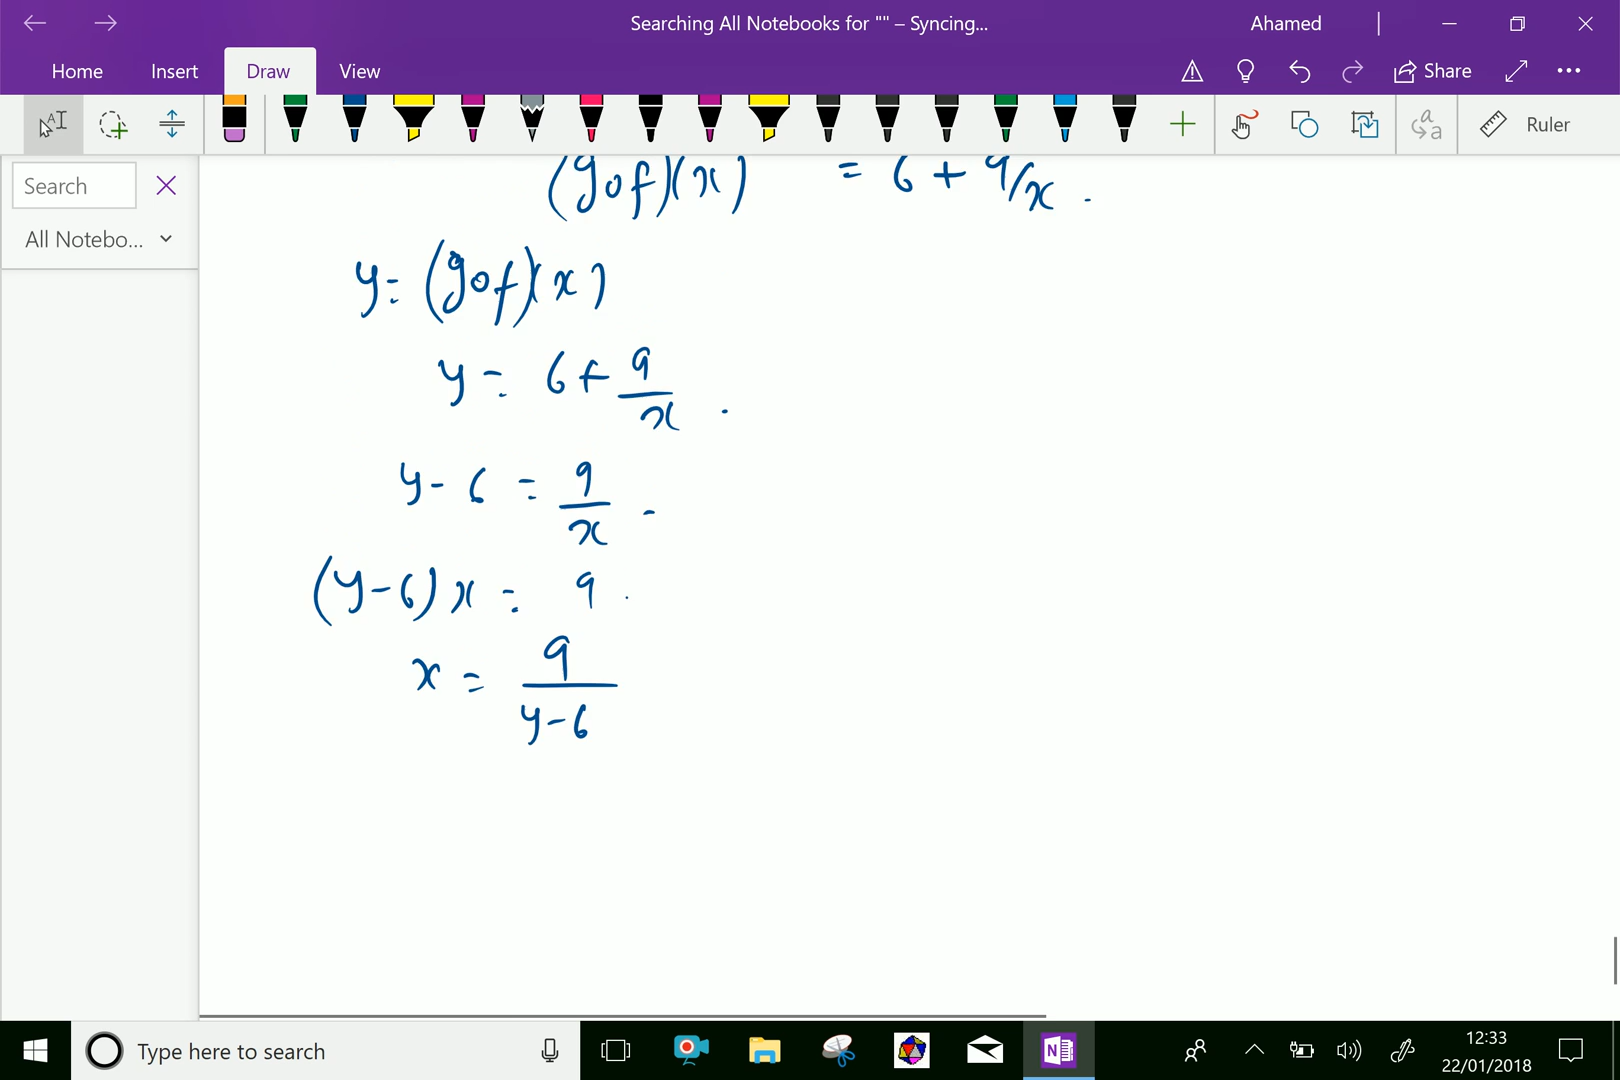 Searching All Notebooks for "" – Syncing...
Ahamed
Home Insert Draw View
Share
Ruler
Search
All Notebo...
(gof)(x) = 6 + 9/x .
y = (gof)(x)
y = 6 + 9/x .
y - 6 = 9/x
(y-6) x = 9 .
x = 9/(y-6)
Type here to search
12:33
22/01/2018